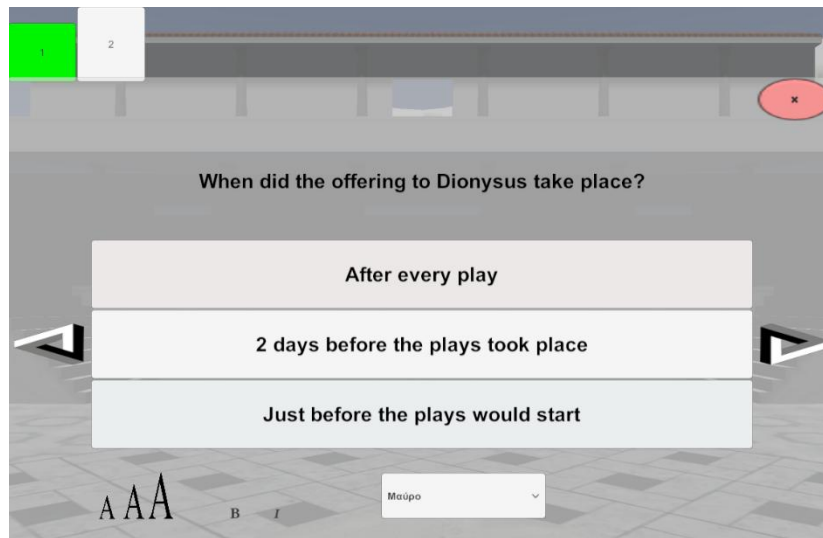 1
2
×
When did the offering to Dionysus take place?
After every play
2 days before the plays took place
Just before the plays would start
A A A B I
Μαύρο